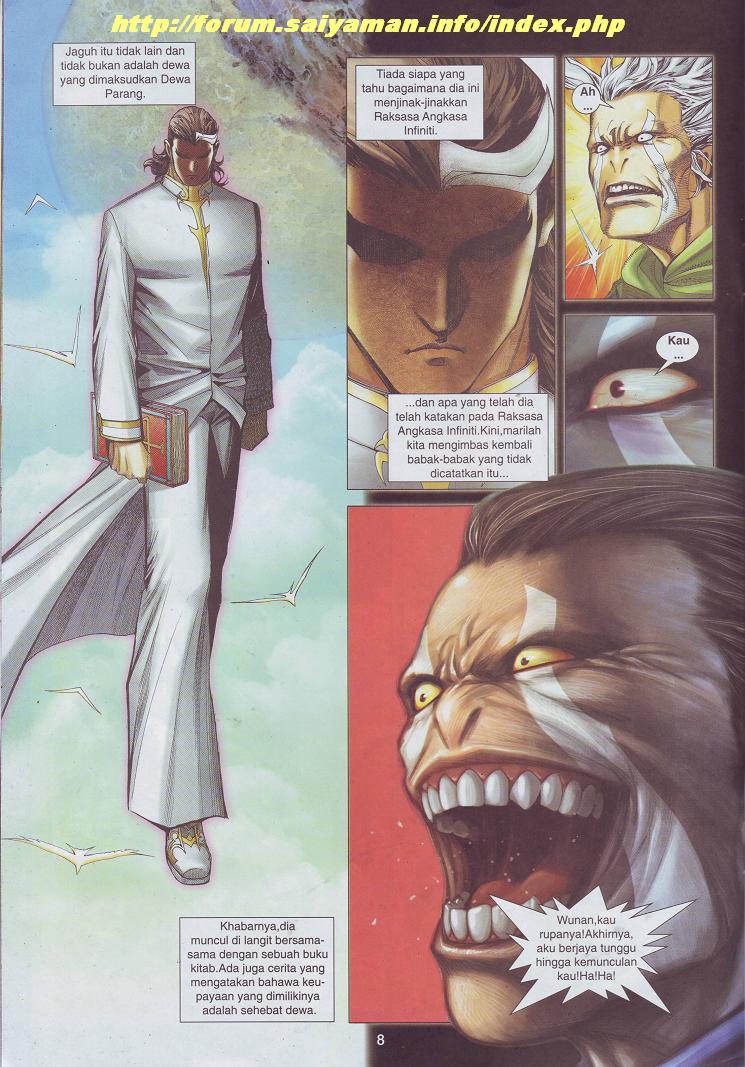 http://forum.saiyaman.info/index.php
Jaguh itu tidak lain dan
tidak bukan adalah dewa
yang dimaksudkan Dewa
Parang.
Khabarnya,dia
muncul di langit bersama-
sama dengan sebuah buku
kitab.Ada juga cerita yang
mengatakan bahawa keu-
payaan yang dimilikinya
adalah sehebat dewa.
Tiada siapa yang
tahu bagaimana dia ini
menjinak-jinakkan
Raksasa Angkasa
Infiniti.
...dan apa yang telah dia
telah katakan pada Raksasa
Angkasa Infiniti.Kini,marilah
kita mengimbas kembali
babak-babak yang tidak
dicatatkan itu...
Ah
...
Kau
...
Wunan,kau
rupanya!Akhirnya,
aku berjaya tunggu
hingga kemunculan
kau!Ha!Ha!
8